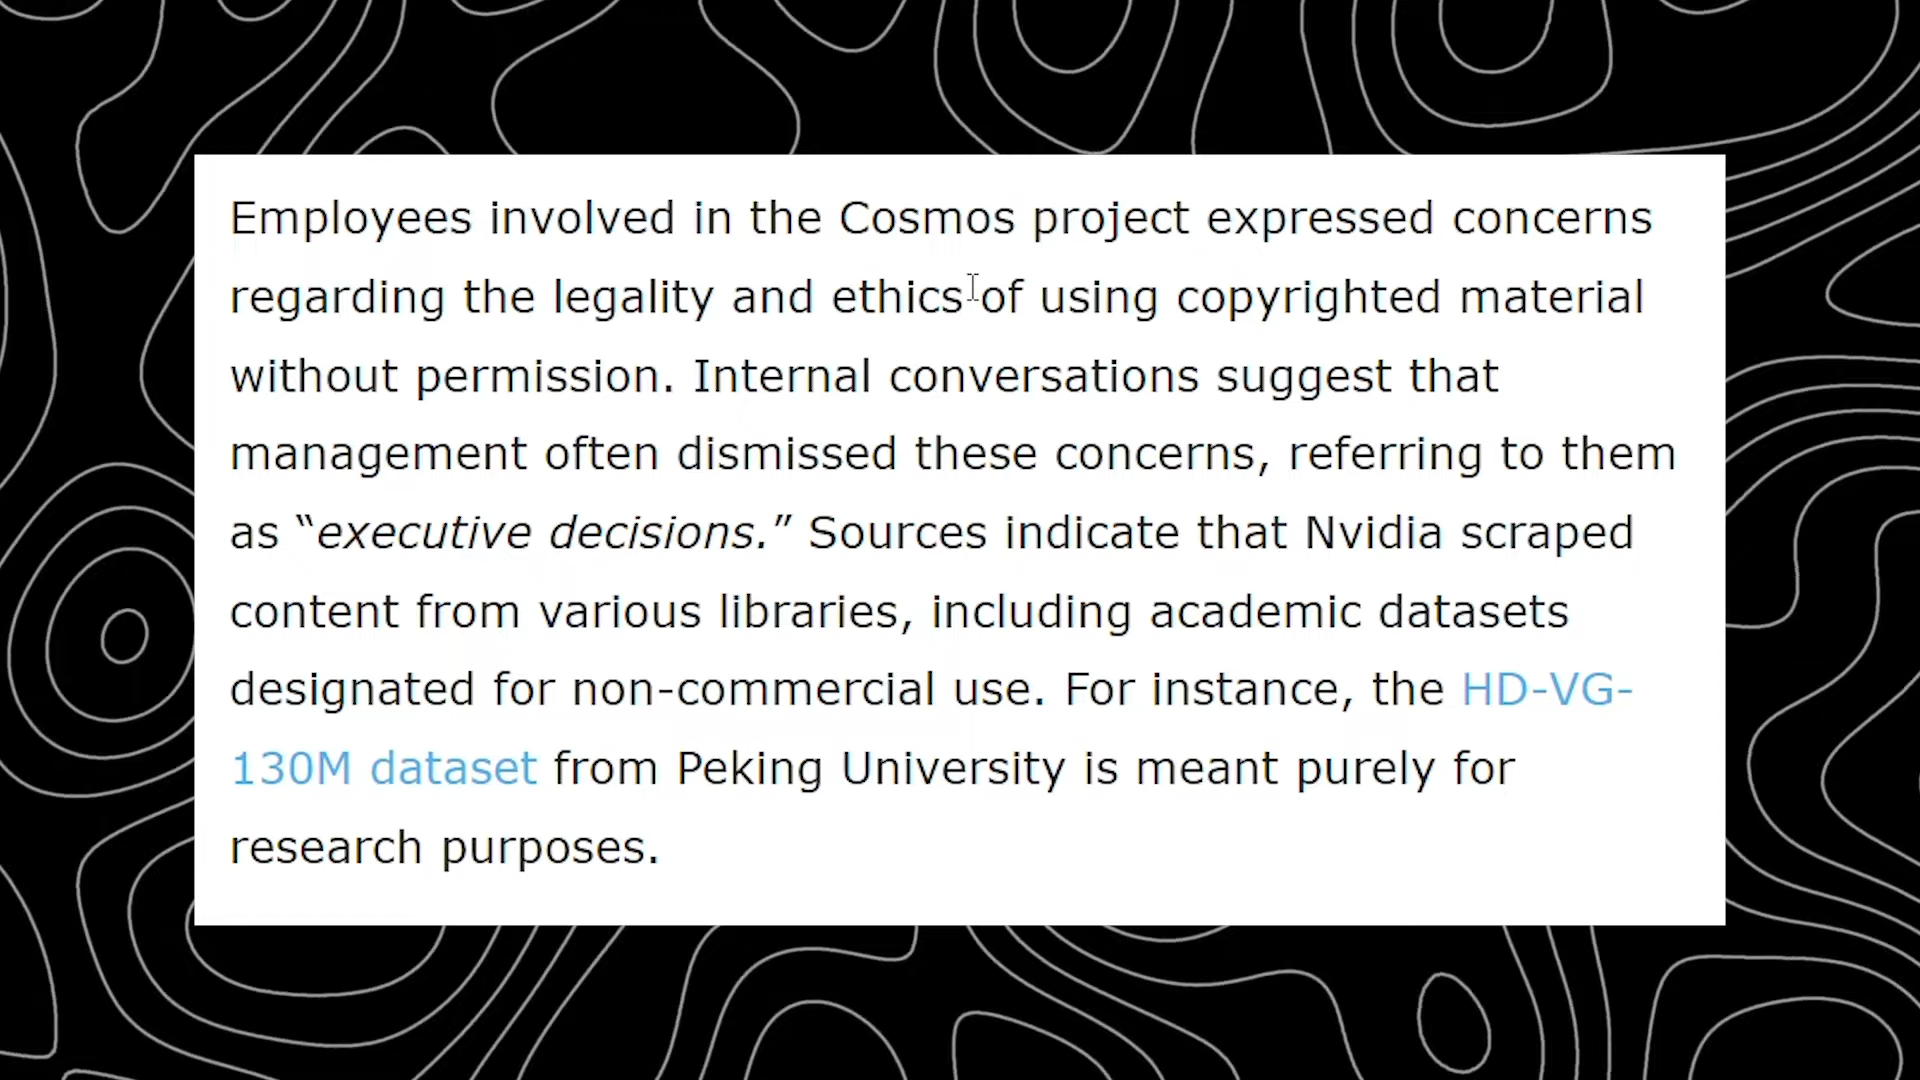 Employees involved in the Cosmos project expressed concerns
regarding the legality and ethics of using copyrighted material
without permission. Internal conversations suggest that
management often dismissed these concerns, referring to them
as “executive decisions.” Sources indicate that Nvidia scraped
content from various libraries, including academic datasets
designated for non-commercial use. For instance, the HD-VG-
130M dataset from Peking University is meant purely for
research purposes.